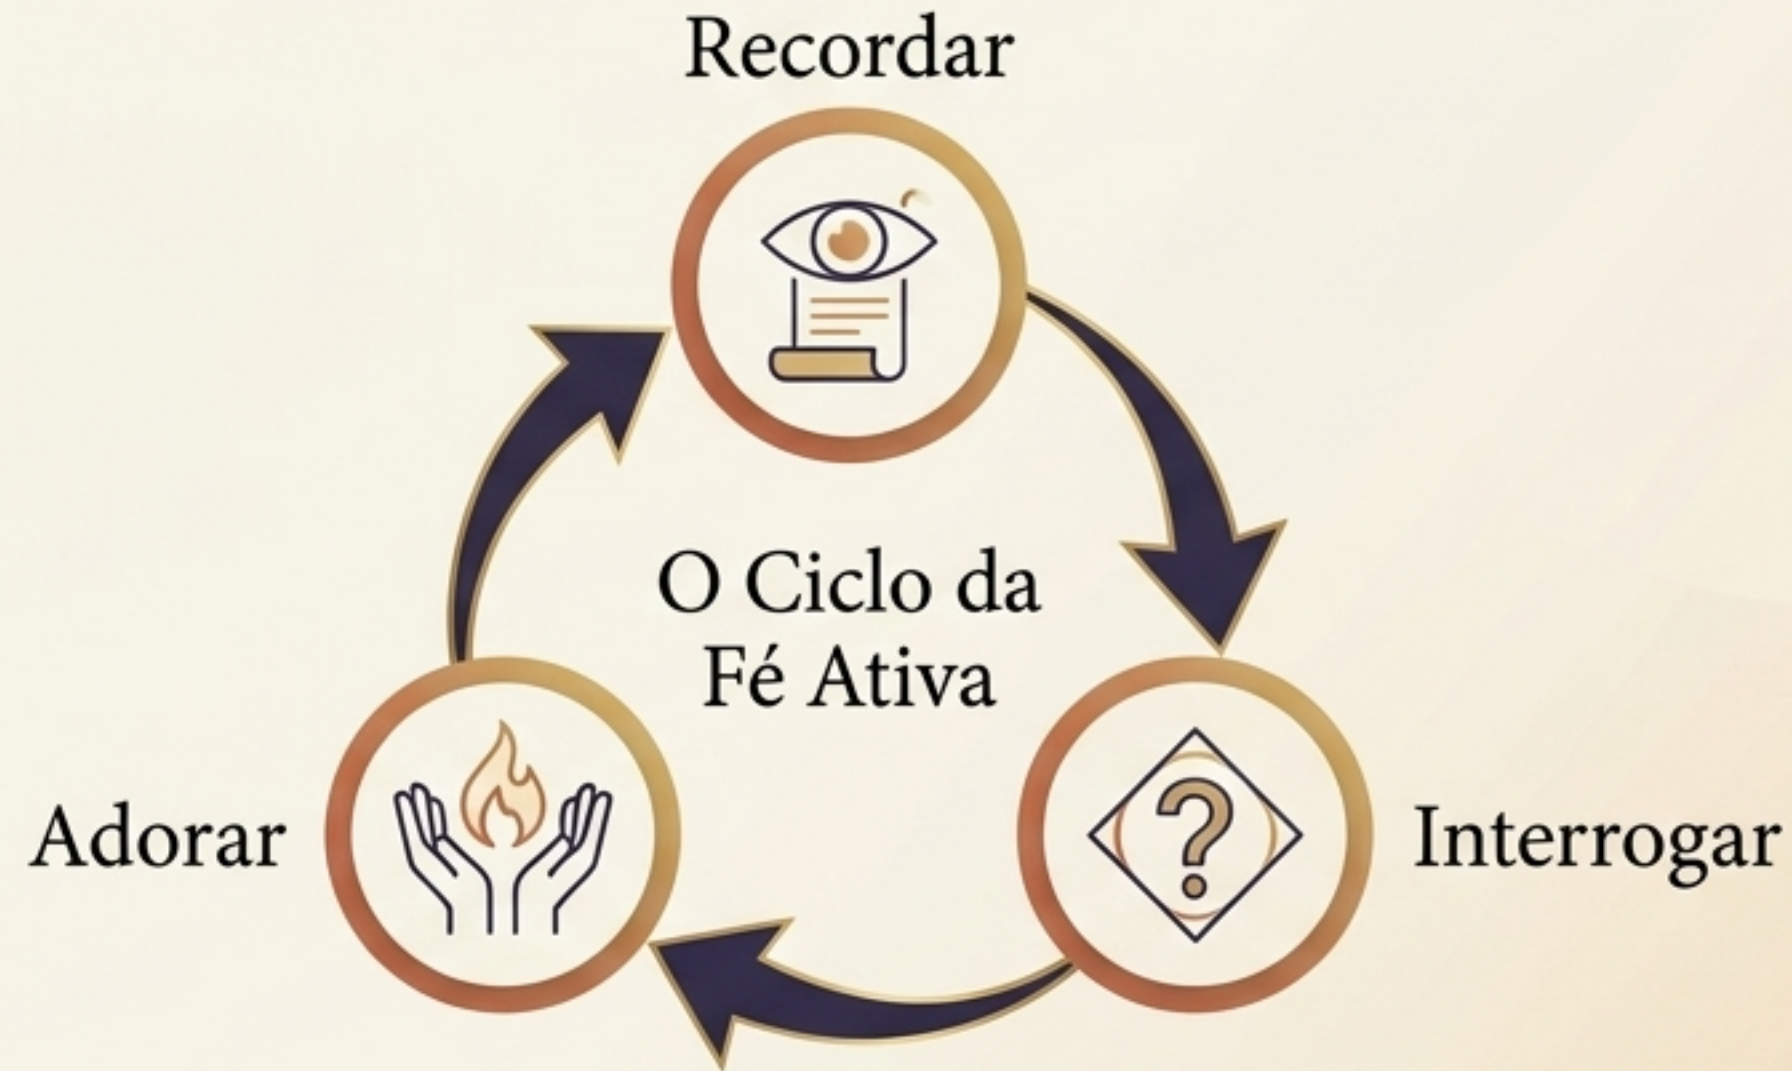 Recordar
O Ciclo da
Fé Ativa
Adorar
Interrogar